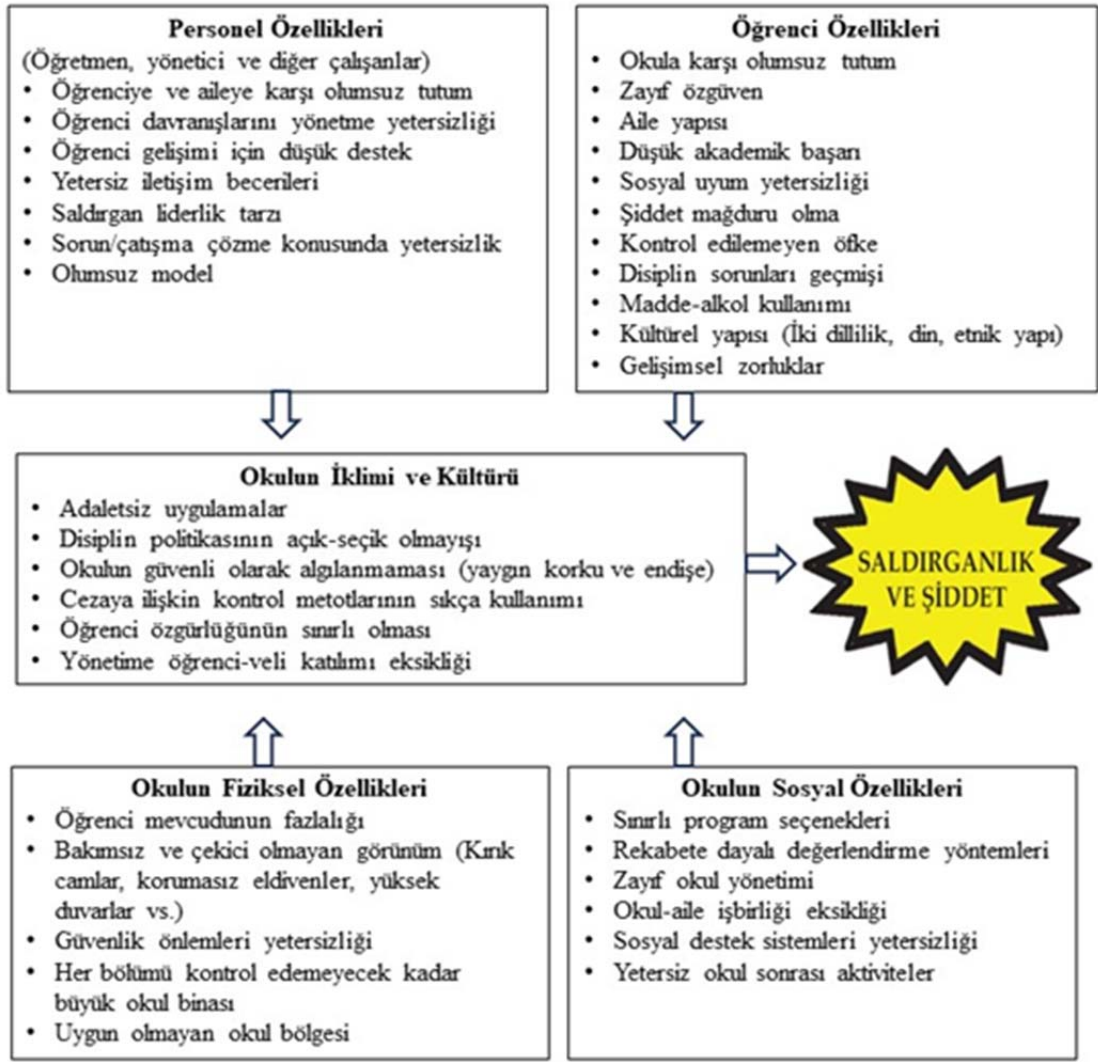 Personel Özellikleri
(Öğretmen, yönetici ve diğer çalışanlar)
• Öğrenciye ve aileye karşı olumsuz tutum
• Öğrenci davranışlarını yönetme yetersizliği
• Öğrenci gelişimi için düşük destek
• Yetersiz iletişim becerileri
• Saldırgan liderlik tarzı
• Sorun/çatışma çözme konusunda yetersizlik
• Olumsuz model
Öğrenci Özellikleri
• Okula karşı olumsuz tutum
• Zayıf özgüven
• Aile yapısı
• Düşük akademik başarı
• Sosyal uyum yetersizliği
• Şiddet mağduru olma
• Kontrol edilemeyen öfke
• Disiplin sorunları geçmişi
• Madde-alkol kullanımı
• Kültürel yapısı (İki dillilik, din, etnik yapı)
• Gelişimsel zorluklar
Okulun İklimi ve Kültürü
• Adaletsiz uygulamalar
• Disiplin politikasının açık-seçik olmayışı
• Okulun güvenli olarak algılanmaması (yaygın korku ve endişe)
• Cezaya ilişkin kontrol metotlarının sıkça kullanımı
• Öğrenci özgürlüğünün sınırlı olması
• Yönetime öğrenci-veli katılımı eksikliği
SALDIRGANLIK
VE ŞİDDET
Okulun Fiziksel Özellikleri
• Öğrenci mevcudunun fazlalığı
• Bakımsız ve çekici olmayan görünüm (Kırık
camlar, korumasız eldivenler, yüksek
duvarlar vs.)
• Güvenlik önlemleri yetersizliği
• Her bölümü kontrol edemeyecek kadar
büyük okul binası
• Uygun olmayan okul bölgesi
Okulun Sosyal Özellikleri
• Sınırlı program seçenekleri
• Rekabete dayalı değerlendirme yöntemleri
• Zayıf okul yönetimi
• Okul-aile işbirliği eksikliği
• Sosyal destek sistemleri yetersizliği
• Yetersiz okul sonrası aktiviteler